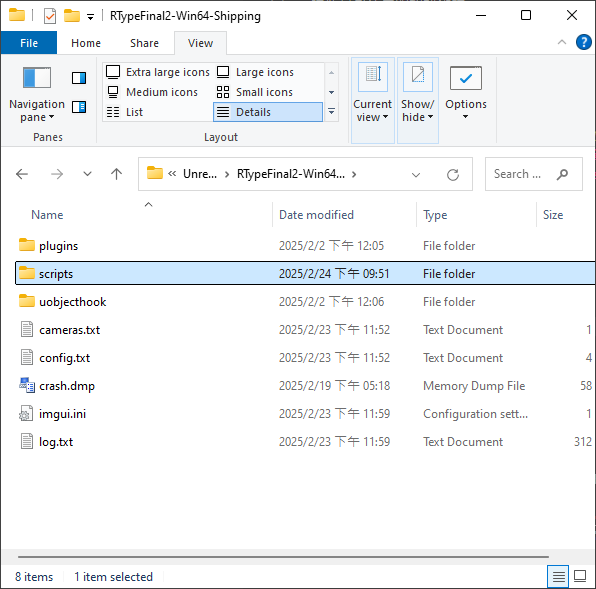 RTypeFinal2-Win64-Shipping
File Home Share View
Navigation pane
Panes
Extra large icons Large icons
Medium icons Small icons
List Details
Layout
Current view
Show/ hide
Options
« Unre... › RTypeFinal2-Win64... ›
Search ...
Name Date modified Type Size
plugins 2025/2/2 下午 12:05 File folder
scripts 2025/2/24 下午 09:51 File folder
uobjecthook 2025/2/2 下午 12:06 File folder
cameras.txt 2025/2/23 下午 11:52 Text Document 1
config.txt 2025/2/23 下午 11:52 Text Document 4
crash.dmp 2025/2/19 下午 05:18 Memory Dump File 58
imgui.ini 2025/2/23 下午 11:59 Configuration sett... 1
log.txt 2025/2/23 下午 11:59 Text Document 312
8 items 1 item selected